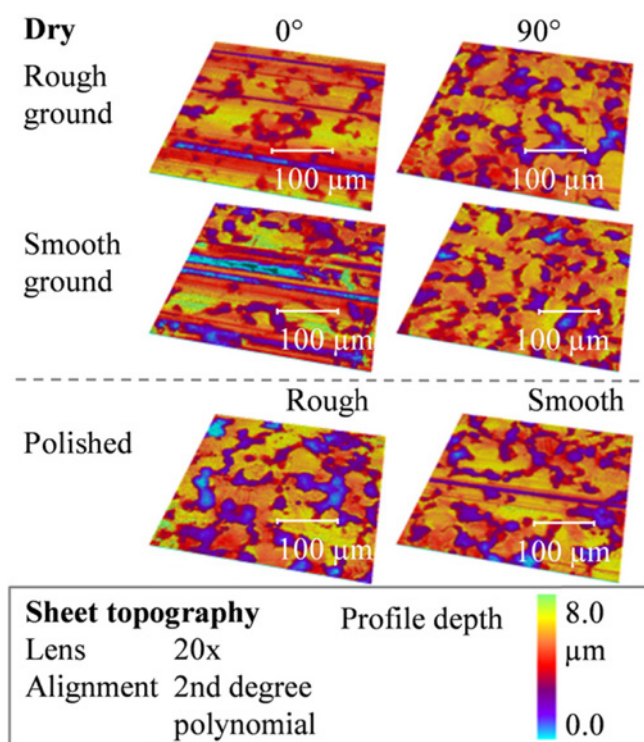 Dry 0° 90°
Rough
ground
100 µm 100 µm
Smooth
ground
100 µm 100 µm
Rough Smooth
Polished
100 µm 100 µm
Sheet topography Profile depth 8.0
Lens 20x µm
Alignment 2nd degree 0.0
polynomial